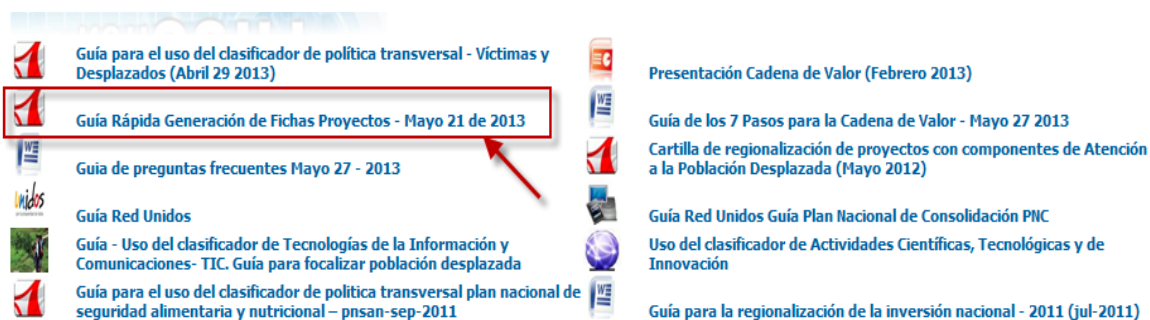 Guía para el uso del clasificador de política transversal - Víctimas y
Desplazados (Abril 29 2013)
Guía Rápida Generación de Fichas Proyectos - Mayo 21 de 2013
Guia de preguntas frecuentes Mayo 27 - 2013
unidos
Guía Red Unidos
Guía - Uso del clasificador de Tecnologías de la Información y
Comunicaciones- TIC. Guía para focalizar población desplazada
Guía para el uso del clasificador de politica transversal plan nacional de
seguridad alimentaria y nutricional – pnsan-sep-2011
Presentación Cadena de Valor (Febrero 2013)
Guía de los 7 Pasos para la Cadena de Valor - Mayo 27 2013
Cartilla de regionalización de proyectos con componentes de Atención
a la Población Desplazada (Mayo 2012)
Guía Red Unidos Guía Plan Nacional de Consolidación PNC
Uso del clasificador de Actividades Científicas, Tecnológicas y de
Innovación
Guía para la regionalización de la inversión nacional - 2011 (jul-2011)